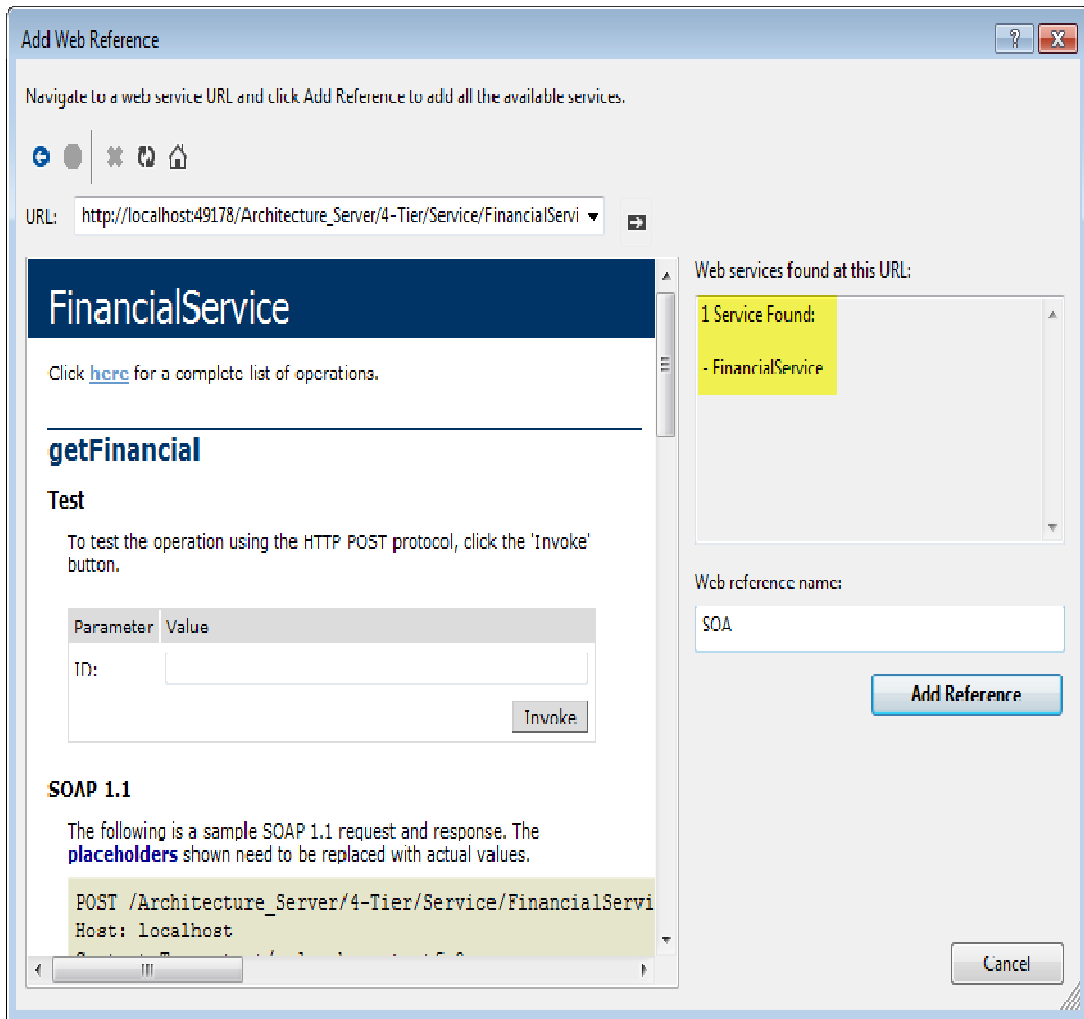 Add Web Reference
Navigate to a web service URL and click Add Reference to add all the available services.
URL: http://localhost:49178/Architecture_Server/4-Tier/Service/FinancialServi
FinancialService
Click here for a complete list of operations.
getFinancial
Test
To test the operation using the HTTP POST protocol, click the 'Invoke'
button.
Parameter Value
ID:
Invoke
SOAP 1.1
The following is a sample SOAP 1.1 request and response. The
placeholders shown need to be replaced with actual values.
POST /Architecture_Server/4-Tier/Service/FinancialServi
Host: localhost
Web services found at this URL:
1 Service Found:
- FinancialService
Web reference name:
SOA
Add Reference
Cancel